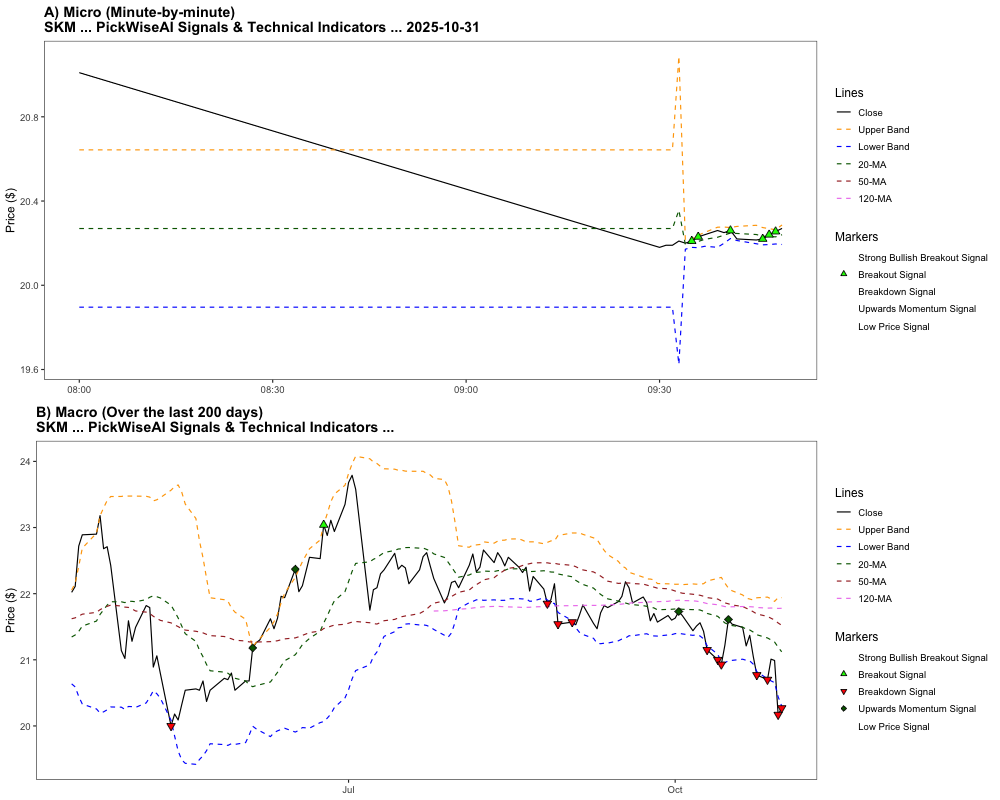 A) Micro (Minute-by-minute)
SKM ... PickWiseAI Signals & Technical Indicators ... 2025-10-31
Price ($)
20.8
20.4
20.0
19.6
08:00
08:30
09:00
09:30
Lines
Close
Upper Band
Lower Band
20-MA
50-MA
120-MA
Markers
Strong Bullish Breakout Signal
Breakout Signal
Breakdown Signal
Upwards Momentum Signal
Low Price Signal
B) Macro (Over the last 200 days)
SKM ... PickWiseAI Signals & Technical Indicators ...
Price ($)
24
23
22
21
20
Jul
Oct
Lines
Close
Upper Band
Lower Band
20-MA
50-MA
120-MA
Markers
Strong Bullish Breakout Signal
Breakout Signal
Breakdown Signal
Upwards Momentum Signal
Low Price Signal